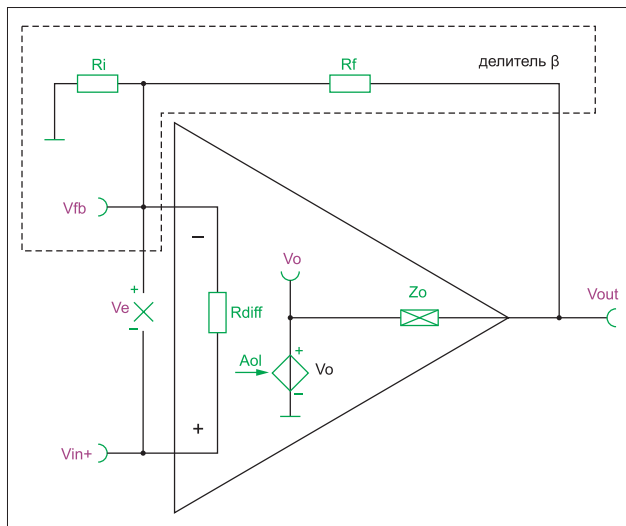 Ri
Rf
делитель β
Vfb
−
Vo
Zo
Vout
+
Ve
−
Rdiff
Aol
+
Vo
−
+
Vin+